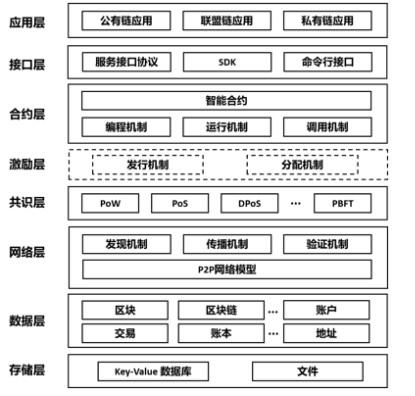 应用层 公有链应用 联盟链应用 私有链应用
接口层 服务接口协议 SDK 命令行接口
智能合约
合约层
编程机制 运行机制 调用机制
激励层 发行机制 分配机制
共识层 PoW PoS DPoS ... PBFT
发现机制 传播机制 验证机制
网络层
P2P网络模型
区块 区块链 ... 账户
数据层
交易 账本 ... 地址
存储层 Key-Value 数据库 文件